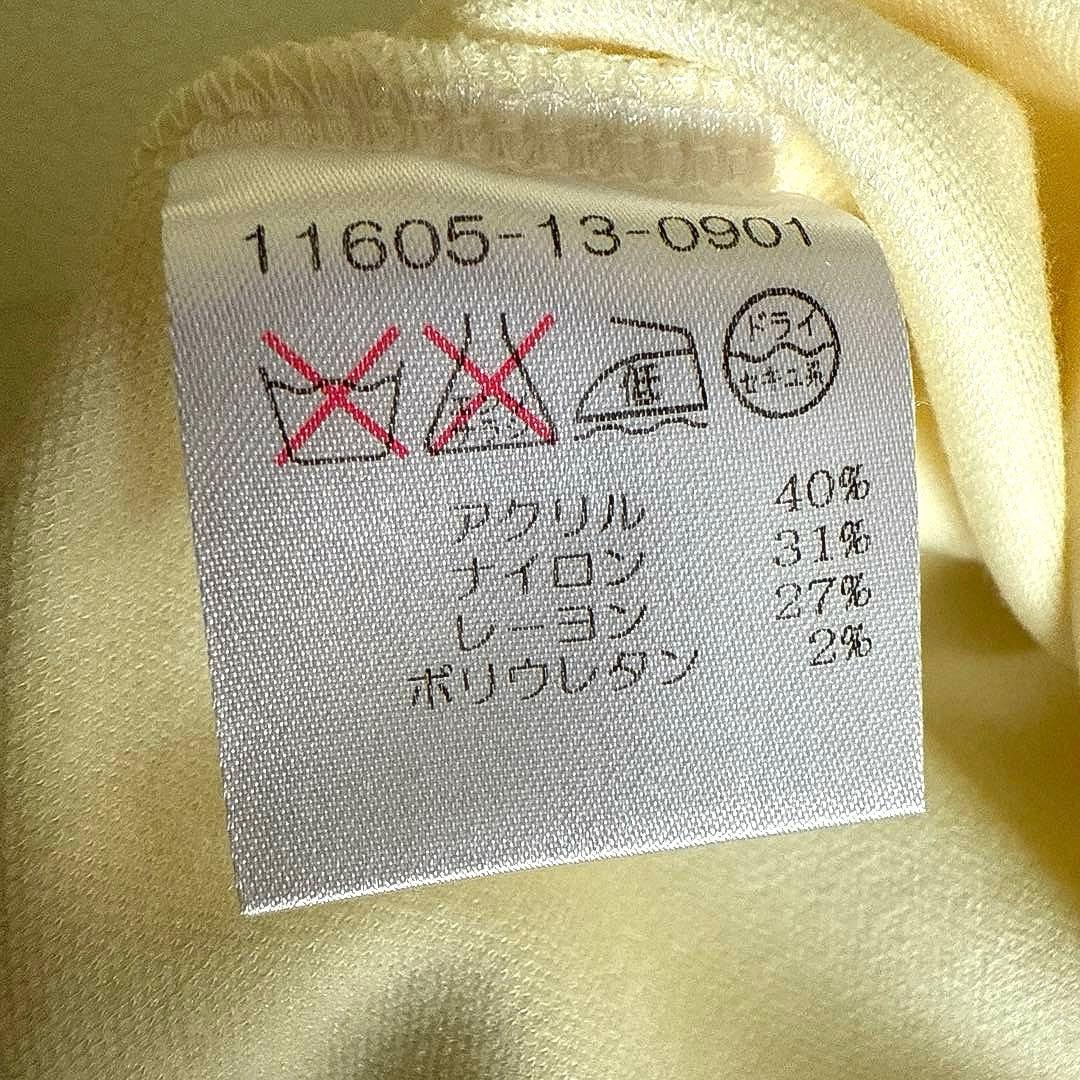 11605-13-0901
低
ドライ
セキユ系
アクリル 40%
ナイロン 31%
レーヨン 27%
ポリウレタン 2%